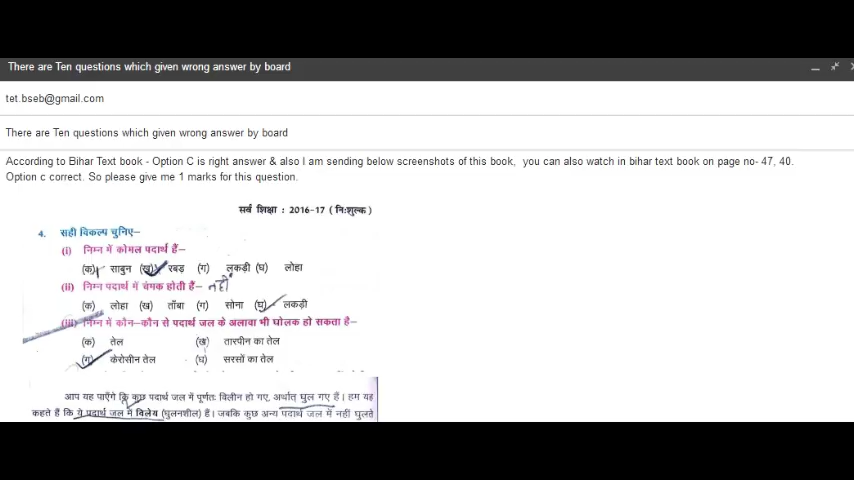 There are Ten questions which given wrong answer by board
tet.bseb@gmail.com
There are Ten questions which given wrong answer by board
According to Bihar Text book - Option C is right answer & also I am sending below screenshots of this book, you can also watch in bihar text book on page no- 47, 40.
Option c correct. So please give me 1 marks for this question.
सर्व शिक्षा : 2016-17 (निःशुल्क)
4. सही विकल्प चुनिए–
(i) निम्न में कोमल पदार्थ हैं–
(क) साबुन (ख) रबड़ (ग) लकड़ी (घ) लोहा
(ii) निम्न पदार्थ में चमक होती हैं– नहीं
(क) लोहा (ख) ताँबा (ग) सोना (घ) लकड़ी
(iii) निम्न में कौन–कौन से पदार्थ जल के अलावा भी घोलक हो सकता है–
(क) तेल (ख) तारपीन का तेल
(ग) केरोसीन तेल (घ) सरसों का तेल
आप यह पाएँगे कि कुछ पदार्थ जल में पूर्णतः विलीन हो गए, अर्थात् घुल गए हैं। हम यह
कहते हैं कि ये पदार्थ जल में विलेय (घुलनशील) हैं। जबकि कुछ अन्य पदार्थ जल में नहीं घुलते